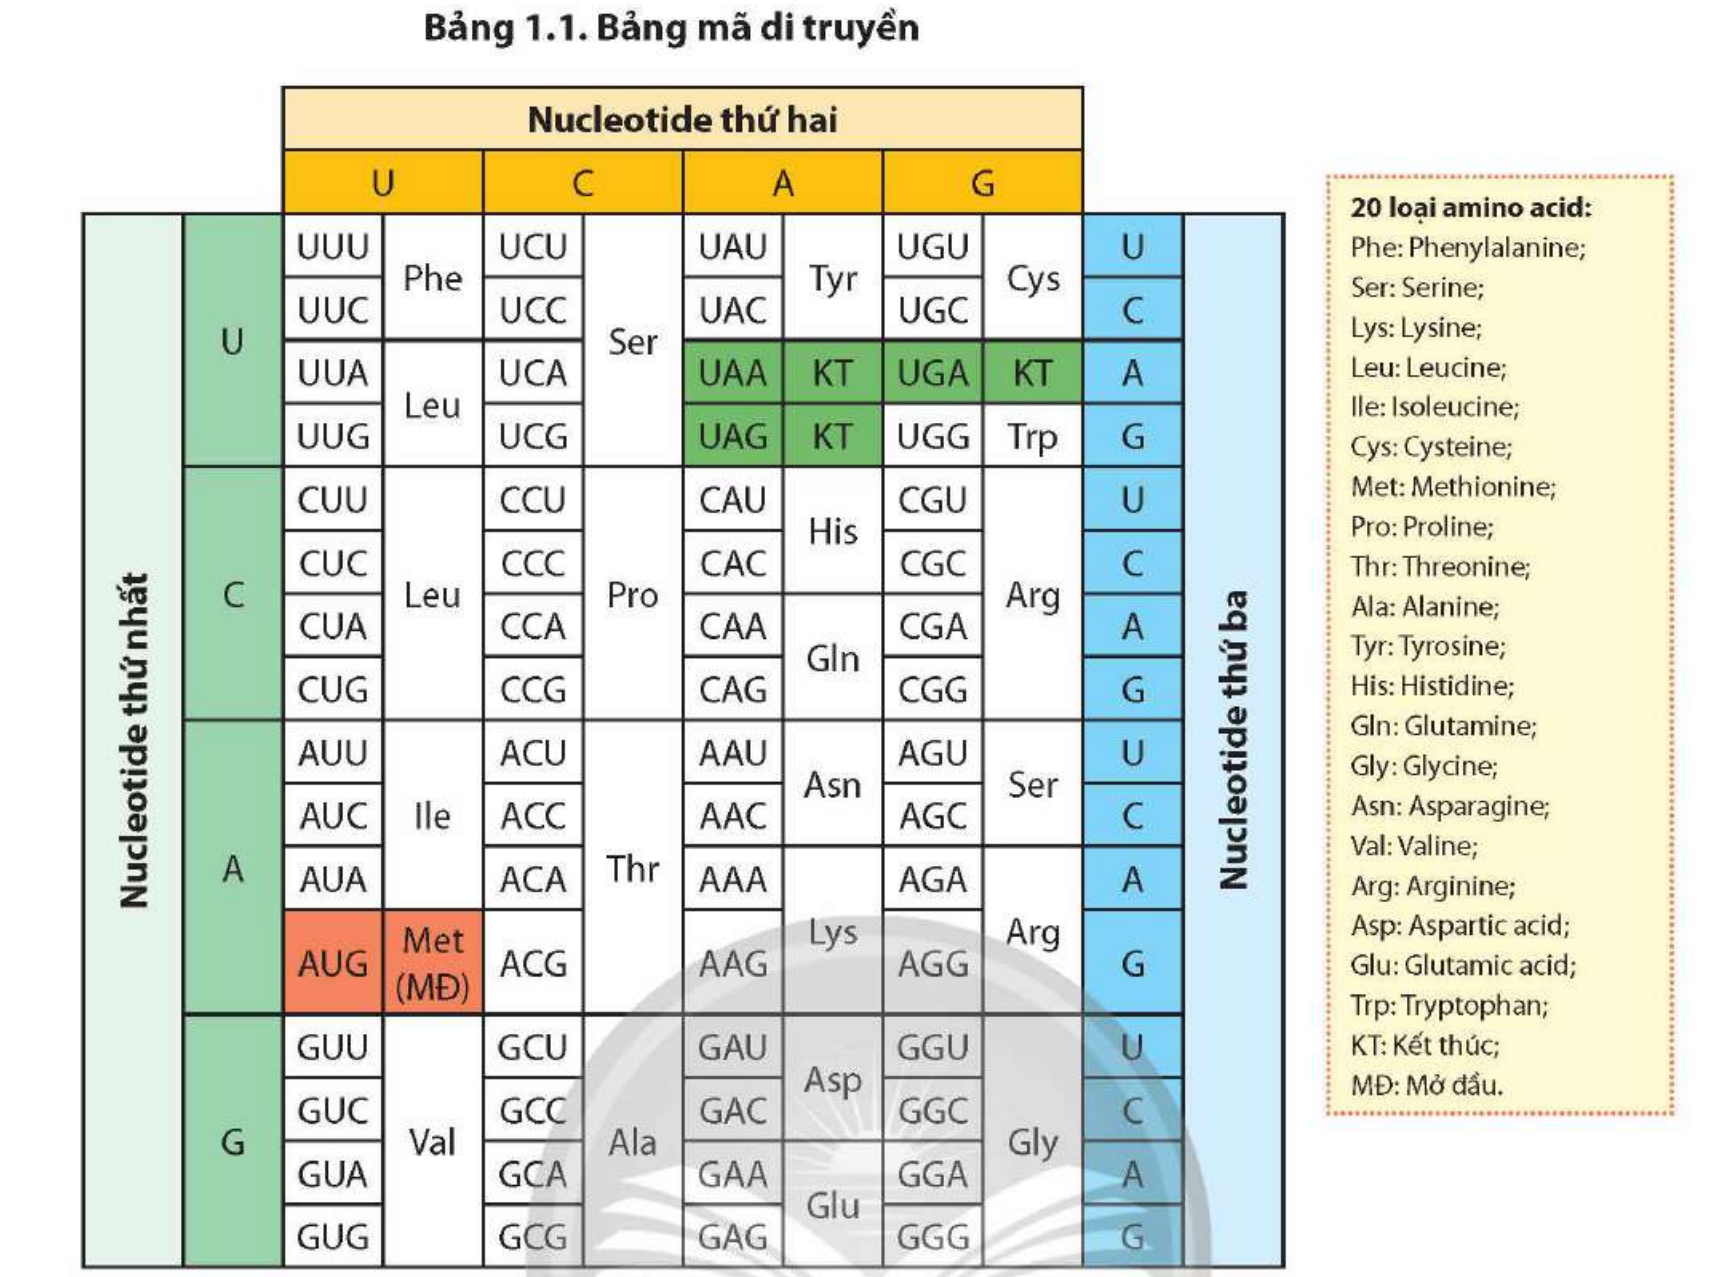 Bảng 1.1. Bảng mã di truyền
Nucleotide thứ hai
U C A G
Nucleotide thứ nhất
Nucleotide thứ ba
U
UUU Phe UCU Ser UAU Tyr UGU Cys U
UUC UCC UAC UGC C
UUA Leu UCA UAA KT UGA KT A
UUG UCG UAG KT UGG Trp G
C
CUU Leu CCU Pro CAU His CGU Arg U
CUC CCC CAC CGC C
CUA CCA CAA Gln CGA A
CUG CCG CAG CGG G
A
AUU Ile ACU Thr AAU Asn AGU Ser U
AUC ACC AAC AGC C
AUA ACA AAA Lys AGA Arg A
AUG Met (MĐ) ACG AAG AGG G
G
GUU Val GCU Ala GAU Asp GGU Gly U
GUC GCC GAC GGC C
GUA GCA GAA Glu GGA A
GUG GCG GAG GGG G
20 loại amino acid:
Phe: Phenylalanine;
Ser: Serine;
Lys: Lysine;
Leu: Leucine;
Ile: Isoleucine;
Cys: Cysteine;
Met: Methionine;
Pro: Proline;
Thr: Threonine;
Ala: Alanine;
Tyr: Tyrosine;
His: Histidine;
Gln: Glutamine;
Gly: Glycine;
Asn: Asparagine;
Val: Valine;
Arg: Arginine;
Asp: Aspartic acid;
Glu: Glutamic acid;
Trp: Tryptophan;
KT: Kết thúc;
MĐ: Mở đầu.